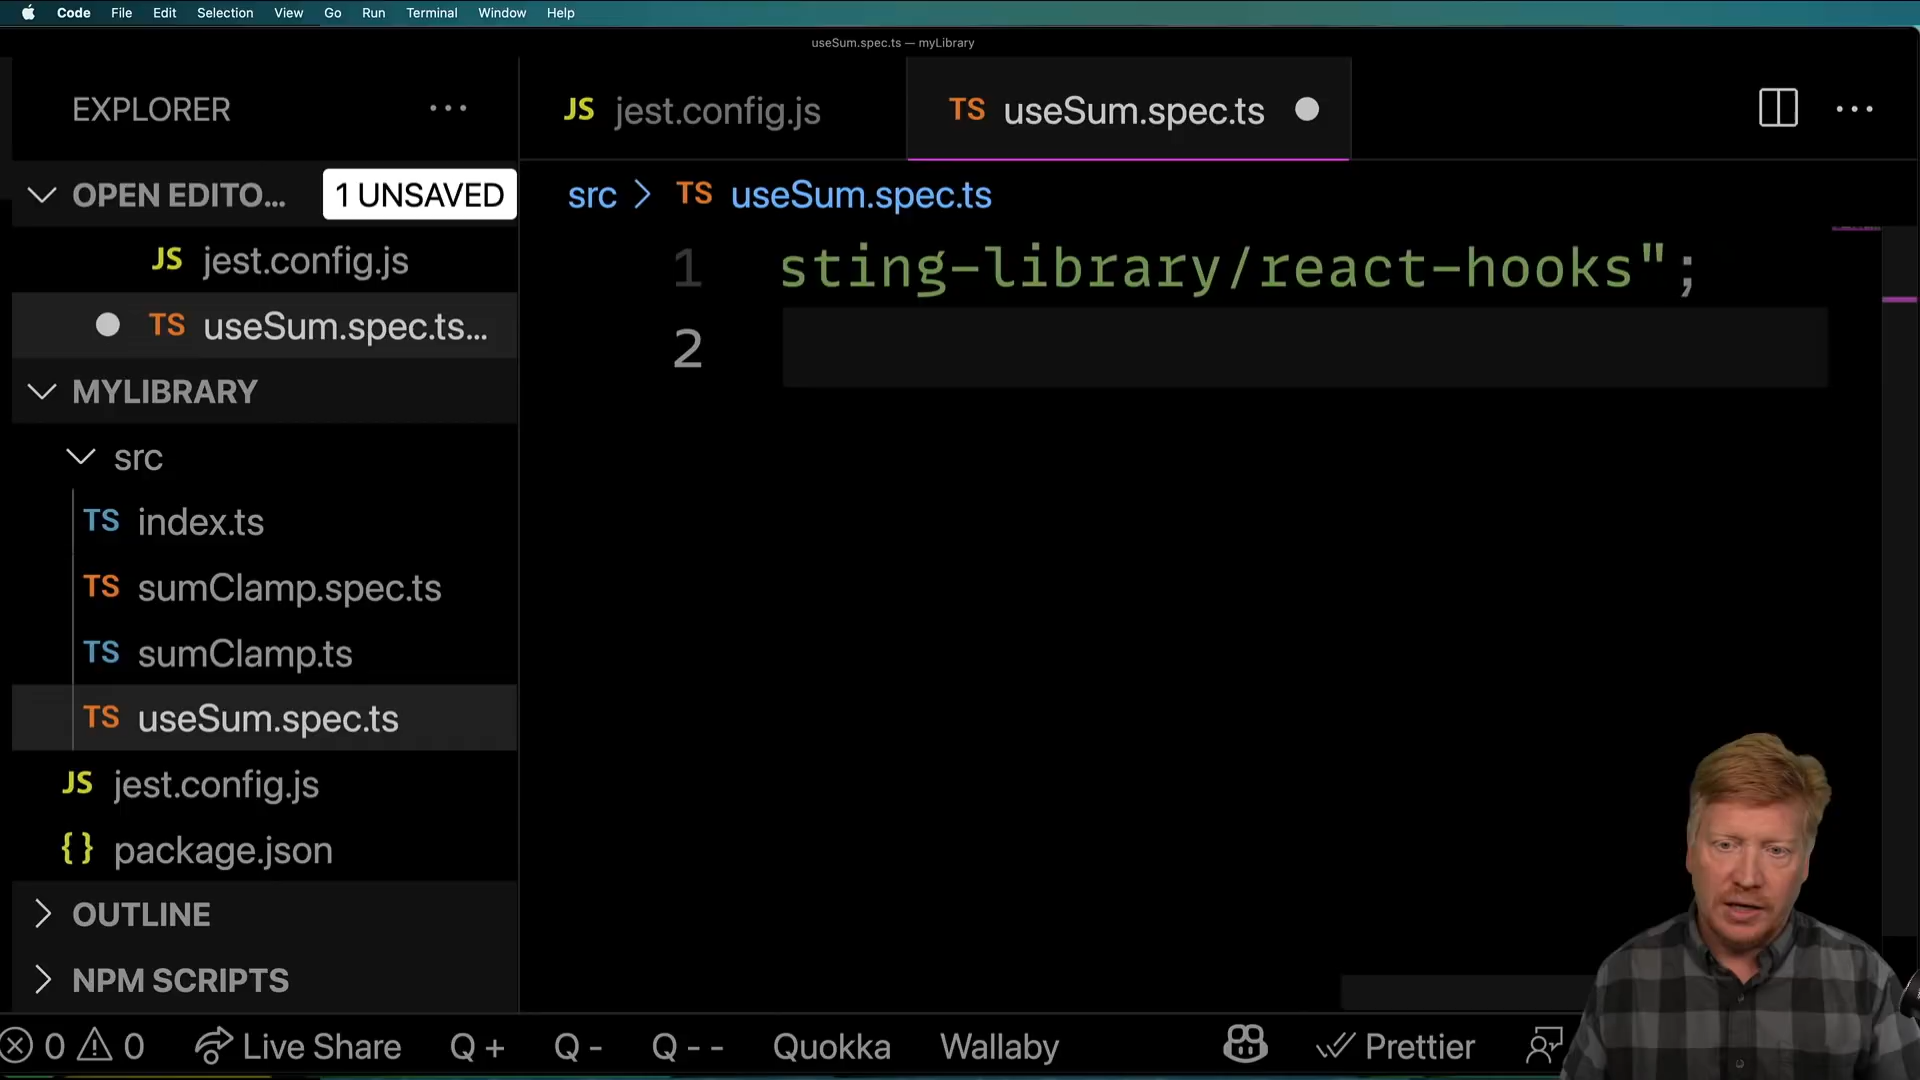 Code File Edit Selection View Go Run Terminal Window Help
useSum.spec.ts — myLibrary
EXPLORER
JS jest.config.js
TS useSum.spec.ts
OPEN EDITO... 1 UNSAVED
src > TS useSum.spec.ts
JS jest.config.js
1 sting-library/react-hooks";
TS useSum.spec.ts...
2
MYLIBRARY
src
TS index.ts
TS sumClamp.spec.ts
TS sumClamp.ts
TS useSum.spec.ts
JS jest.config.js
{} package.json
OUTLINE
NPM SCRIPTS
0 0 Live Share Q + Q - Q - - Quokka Wallaby Prettier